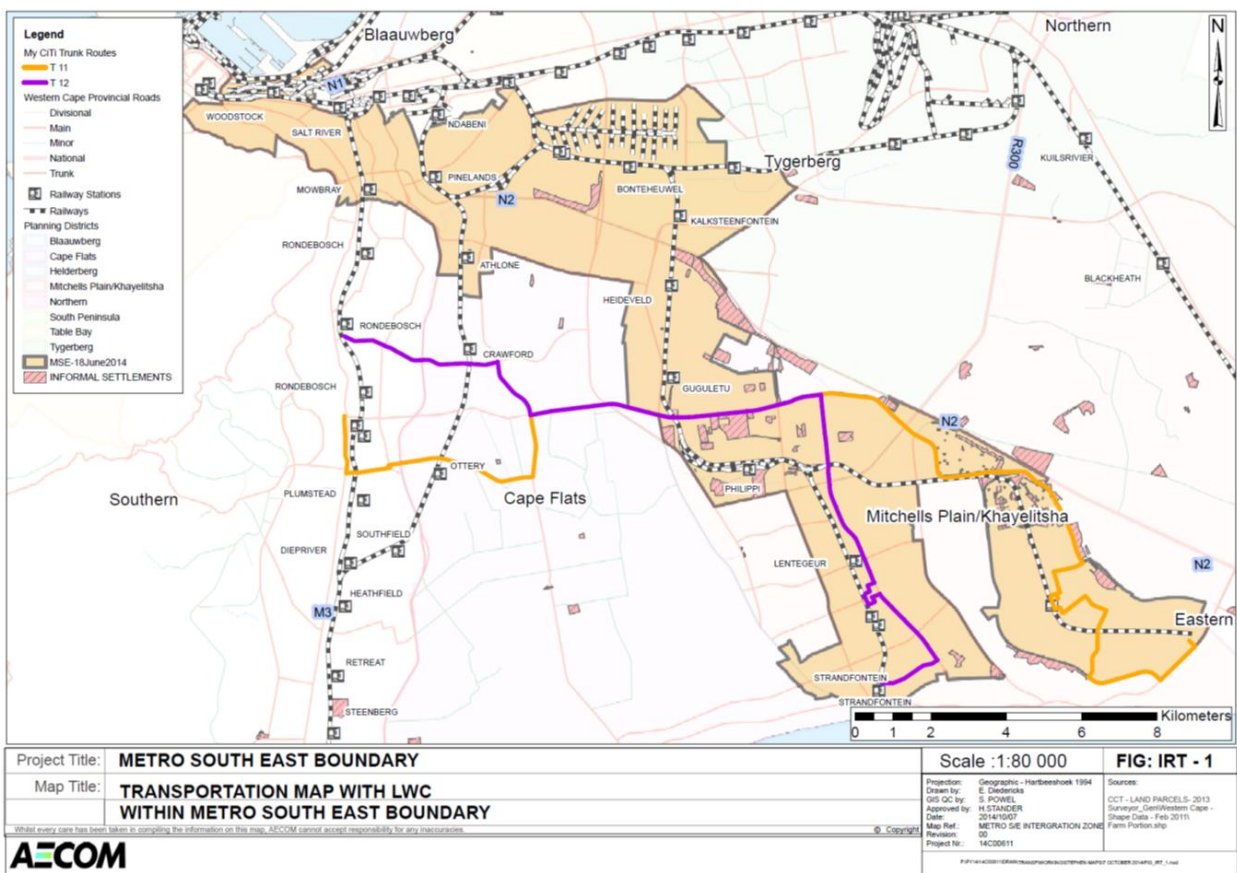 Legend
My CiTi Trunk Routes
T 11
T 12
Western Cape Provincial Roads
Divisional
Main
Minor
National
Trunk
Railway Stations
Railways
Planning Districts
Blaauwberg
Cape Flats
Helderberg
Mitchells Plain/Khayelitsha
Northern
South Peninsula
Table Bay
Tygerberg
MSE-18June2014
INFORMAL SETTLEMENTS
Blaauwberg
Northern
N
N1
WOODSTOCK
SALT RIVER
NDABENI
R300
KUILSRIVIER
Tygerberg
MOWBRAY
PINELANDS
N2
BONTEHEUWEL
KALKSTEENFONTEIN
RONDEBOSCH
ATHLONE
BLACKHEATH
HEIDEVELD
RONDEBOSCH
CRAWFORD
RONDEBOSCH
GUGULETU
N2
OTTERY
PLUMSTEAD
Southern
Cape Flats
PHILIPPI
Mitchells Plain/Khayelitsha
SOUTHFIELD
DIEPRIVER
LENTEGEUR
N2
HEATHFIELD
M3
Eastern
RETREAT
STRANDFONTEIN
STRANDFONTEIN
STEENBERG
Kilometers
0 1 2 4 6 8
Project Title: METRO SOUTH EAST BOUNDARY
Map Title: TRANSPORTATION MAP WITH LWC
WITHIN METRO SOUTH EAST BOUNDARY
Whilst every care has been taken in compiling the information on this map, AECOM cannot accept responsibility for any inaccuracies.
© Copyright
Scale :1:80 000
FIG: IRT - 1
Projection: Geographic - Hartbeeshoek 1994
Drawn by: E. Diedericks
GIS QC by: S. POWEL
Approved by: H.STANDER
Date: 2014/10/07
Map Ref.: METRO S/E INTERGRATION ZONE
Revision: 00
Project Nr.: 14C00611
Sources:
CCT - LAND PARCELS- 2013
Surveyor_Gen\Western Cape -
Shape Data - Feb 2011\
Farm Portion.shp
AECOM